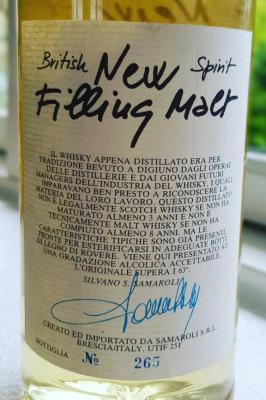 British New Spirit
Filling Malt
IL WHISKY APPENA DISTILLATO ERA PER
TRADIZIONE BEVUTO A DIGIUNO DAGLI OPERAI
DELLE DISTILLERIE E DAI GIOVANI FUTURI
MANAGERS DELL'INDUSTRIA DEL WHISKY. I QUALI
IMPARAVANO BEN PRESTO A RICONOSCERE LA
MATERIA DEL LORO LAVORO. QUESTO DISTILLATO
NON È LEGALMENTE SCOTCH WHISKY SE NON HA
MATURATO ALMENO 3 ANNI E NON È
TECNICAMENTE MALT WHISKY SE NON HA
COMPIUTO ALMENO 8 ANNI. MA LE
CARATTERISTICHE TIPICHE SONO GIÀ PRESENTI,
PRONTE PER ESTERIFICARSI IN ADEGUATE BOTTI
DI LEGNO DI ROVERE. VIENE QUI PRESENTATO AD
UNA GRADAZIONE ALCOLICA ACCETTABILE.
L'ORIGINALE SUPERA I 63°.
SILVANO S. SAMAROLI
Samaroli
CREATO ED IMPORTATO DA SAMAROLI S.R.L.
BRESCIA/ITALY. UTIF 251
BOTTIGLIA Nº 265